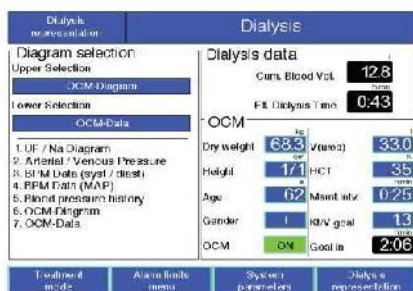 Dialysis representation
Dialysis
Diagram selection
Upper Selection
OCM-Diagram
Lower Selection
OCM-Data
1. UF / Na Diagram
2. Arterial / Venous Pressure
3. BPM Data (syst / diast)
4. BPM Data (MAP)
5. Blood pressure history
6. OCM-Diagram
7. OCM-Data
Dialysis data
Cum. Blood Vol. 12.8
Eff. Dialysis Time 0:43
OCM
Dry weight 68.3 V(urea) 33.0
Height 171 HCT 35
Age 62 Msmt intv. 0:25
Gender Kt/V goal 1.3
OCM ON Goal in 2:06
Treatment mode
Alarm limits menu
System parameters
Dialysis representation